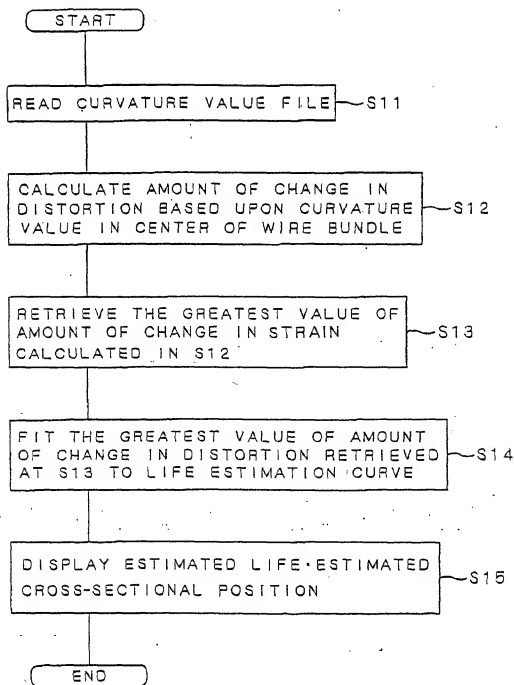 START
READ CURVATURE VALUE FILE
S11
CALCULATE AMOUNT OF CHANGE IN
DISTORTION BASED UPON CURVATURE
VALUE IN CENTER OF WIRE BUNDLE
S12
RETRIEVE THE GREATEST VALUE OF
AMOUNT OF CHANGE IN STRAIN
CALCULATED IN S12
S13
FIT THE GREATEST VALUE OF AMOUNT
OF CHANGE IN DISTORTION RETRIEVED
AT S13 TO LIFE ESTIMATION CURVE
S14
DISPLAY ESTIMATED LIFE·ESTIMATED
CROSS-SECTIONAL POSITION
S15
END